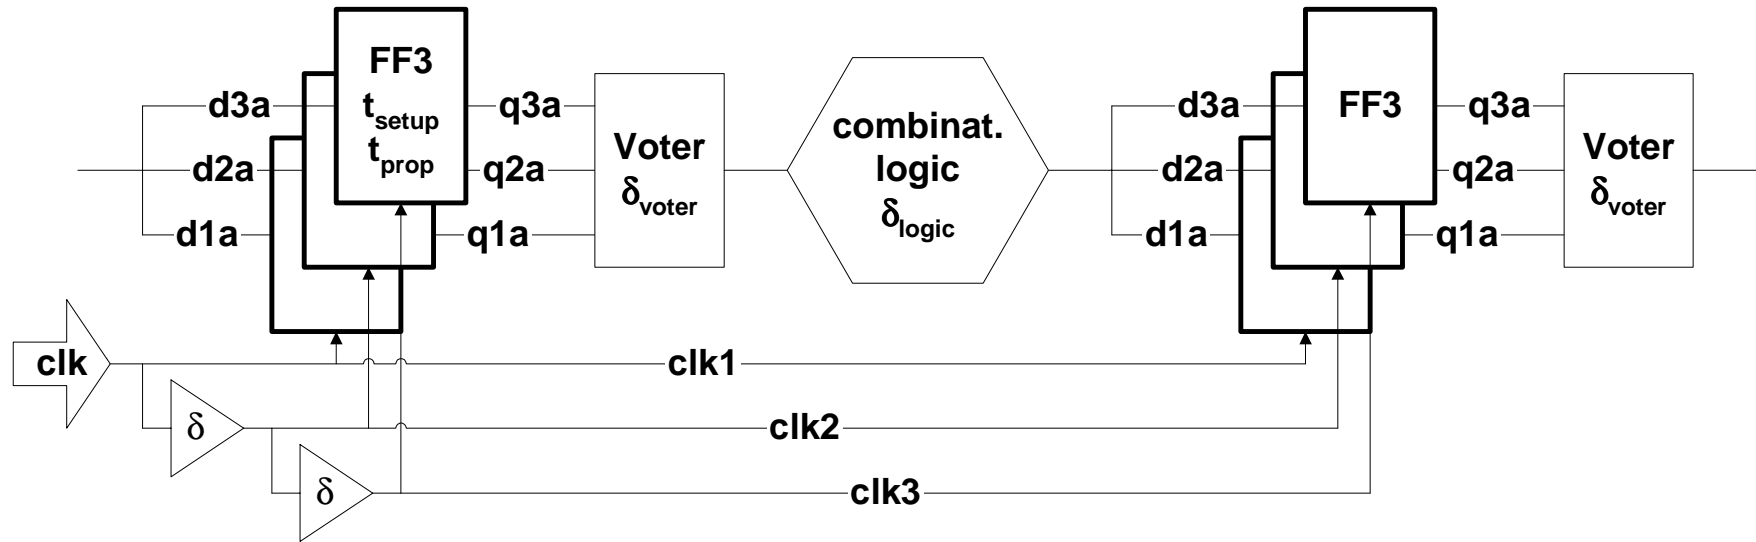 FF3
t_setup
t_prop
d3a
d2a
d1a
q3a
q2a
q1a
Voter
δ_voter
combinat.
logic
δ_logic
d3a
d2a
d1a
FF3
q3a
q2a
q1a
Voter
δ_voter
clk
clk1
δ
clk2
δ
clk3